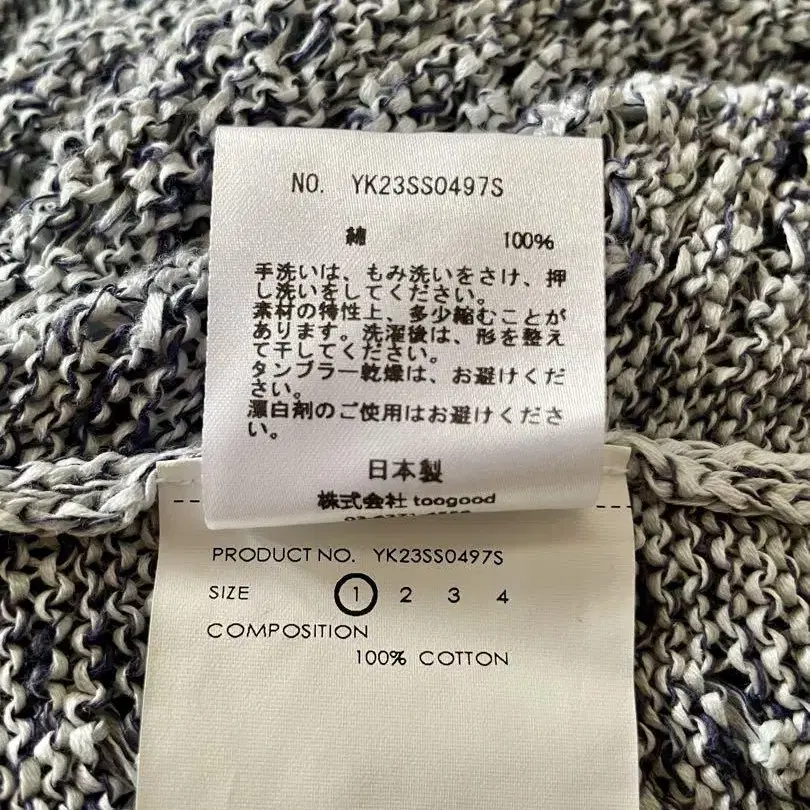 NO. YK23SS0497S
綿 100%
手洗いは、もみ洗いをさけ、押
し洗いをしてください。
素材の特性上、多少縮むことが
あります。洗濯後は、形を整え
て干してください。
タンブラー乾燥は、お避けくだ
さい。
漂白剤のご使用はお避けくださ
い。
日本製
株式会社 toogood
PRODUCT NO. YK23SS0497S
SIZE 1 2 3 4
COMPOSITION
100% COTTON